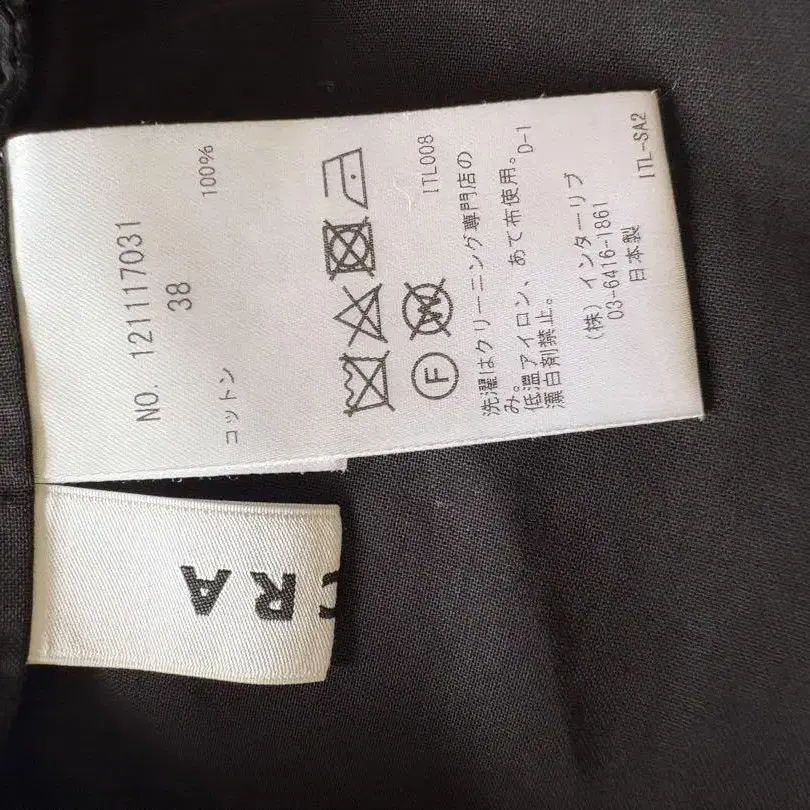 NO. 121117031
38
コットン 100%
F W
ITL008
洗濯はクリーニング専門店の
み。
低温アイロン、あて布使用。
漂白剤禁止。
D-1
(株) インターリブ
03-6416-1861
日本製
ITL-SA2
CRA